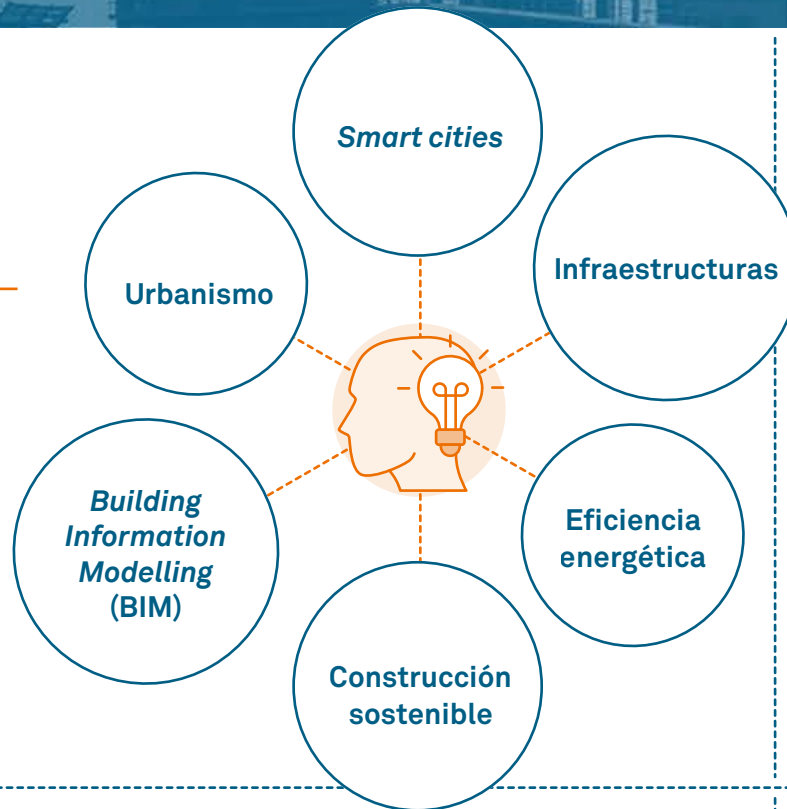 Smart cities
Urbanismo
Infraestructuras
Building
Information
Modelling
(BIM)
Eficiencia
energética
Construcción
sostenible